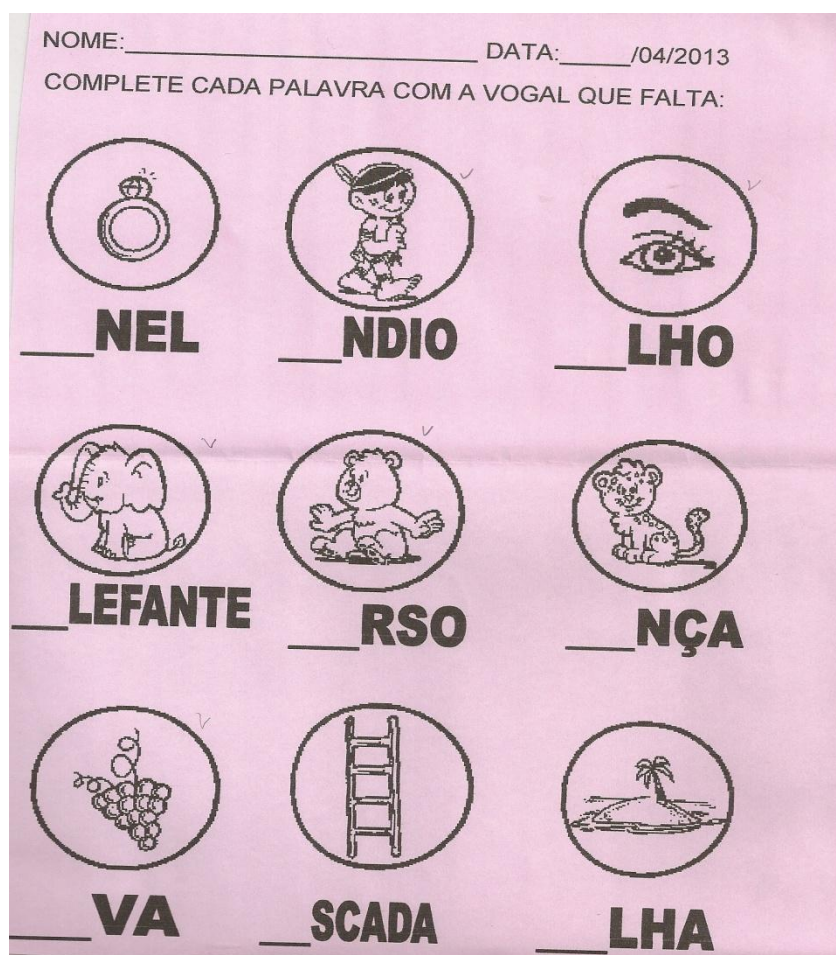 NOME:______________________ DATA:_____/04/2013
COMPLETE CADA PALAVRA COM A VOGAL QUE FALTA:
___NEL ___NDIO ___LHO
___LEFANTE ___RSO ___NÇA
___VA ___SCADA ___LHA